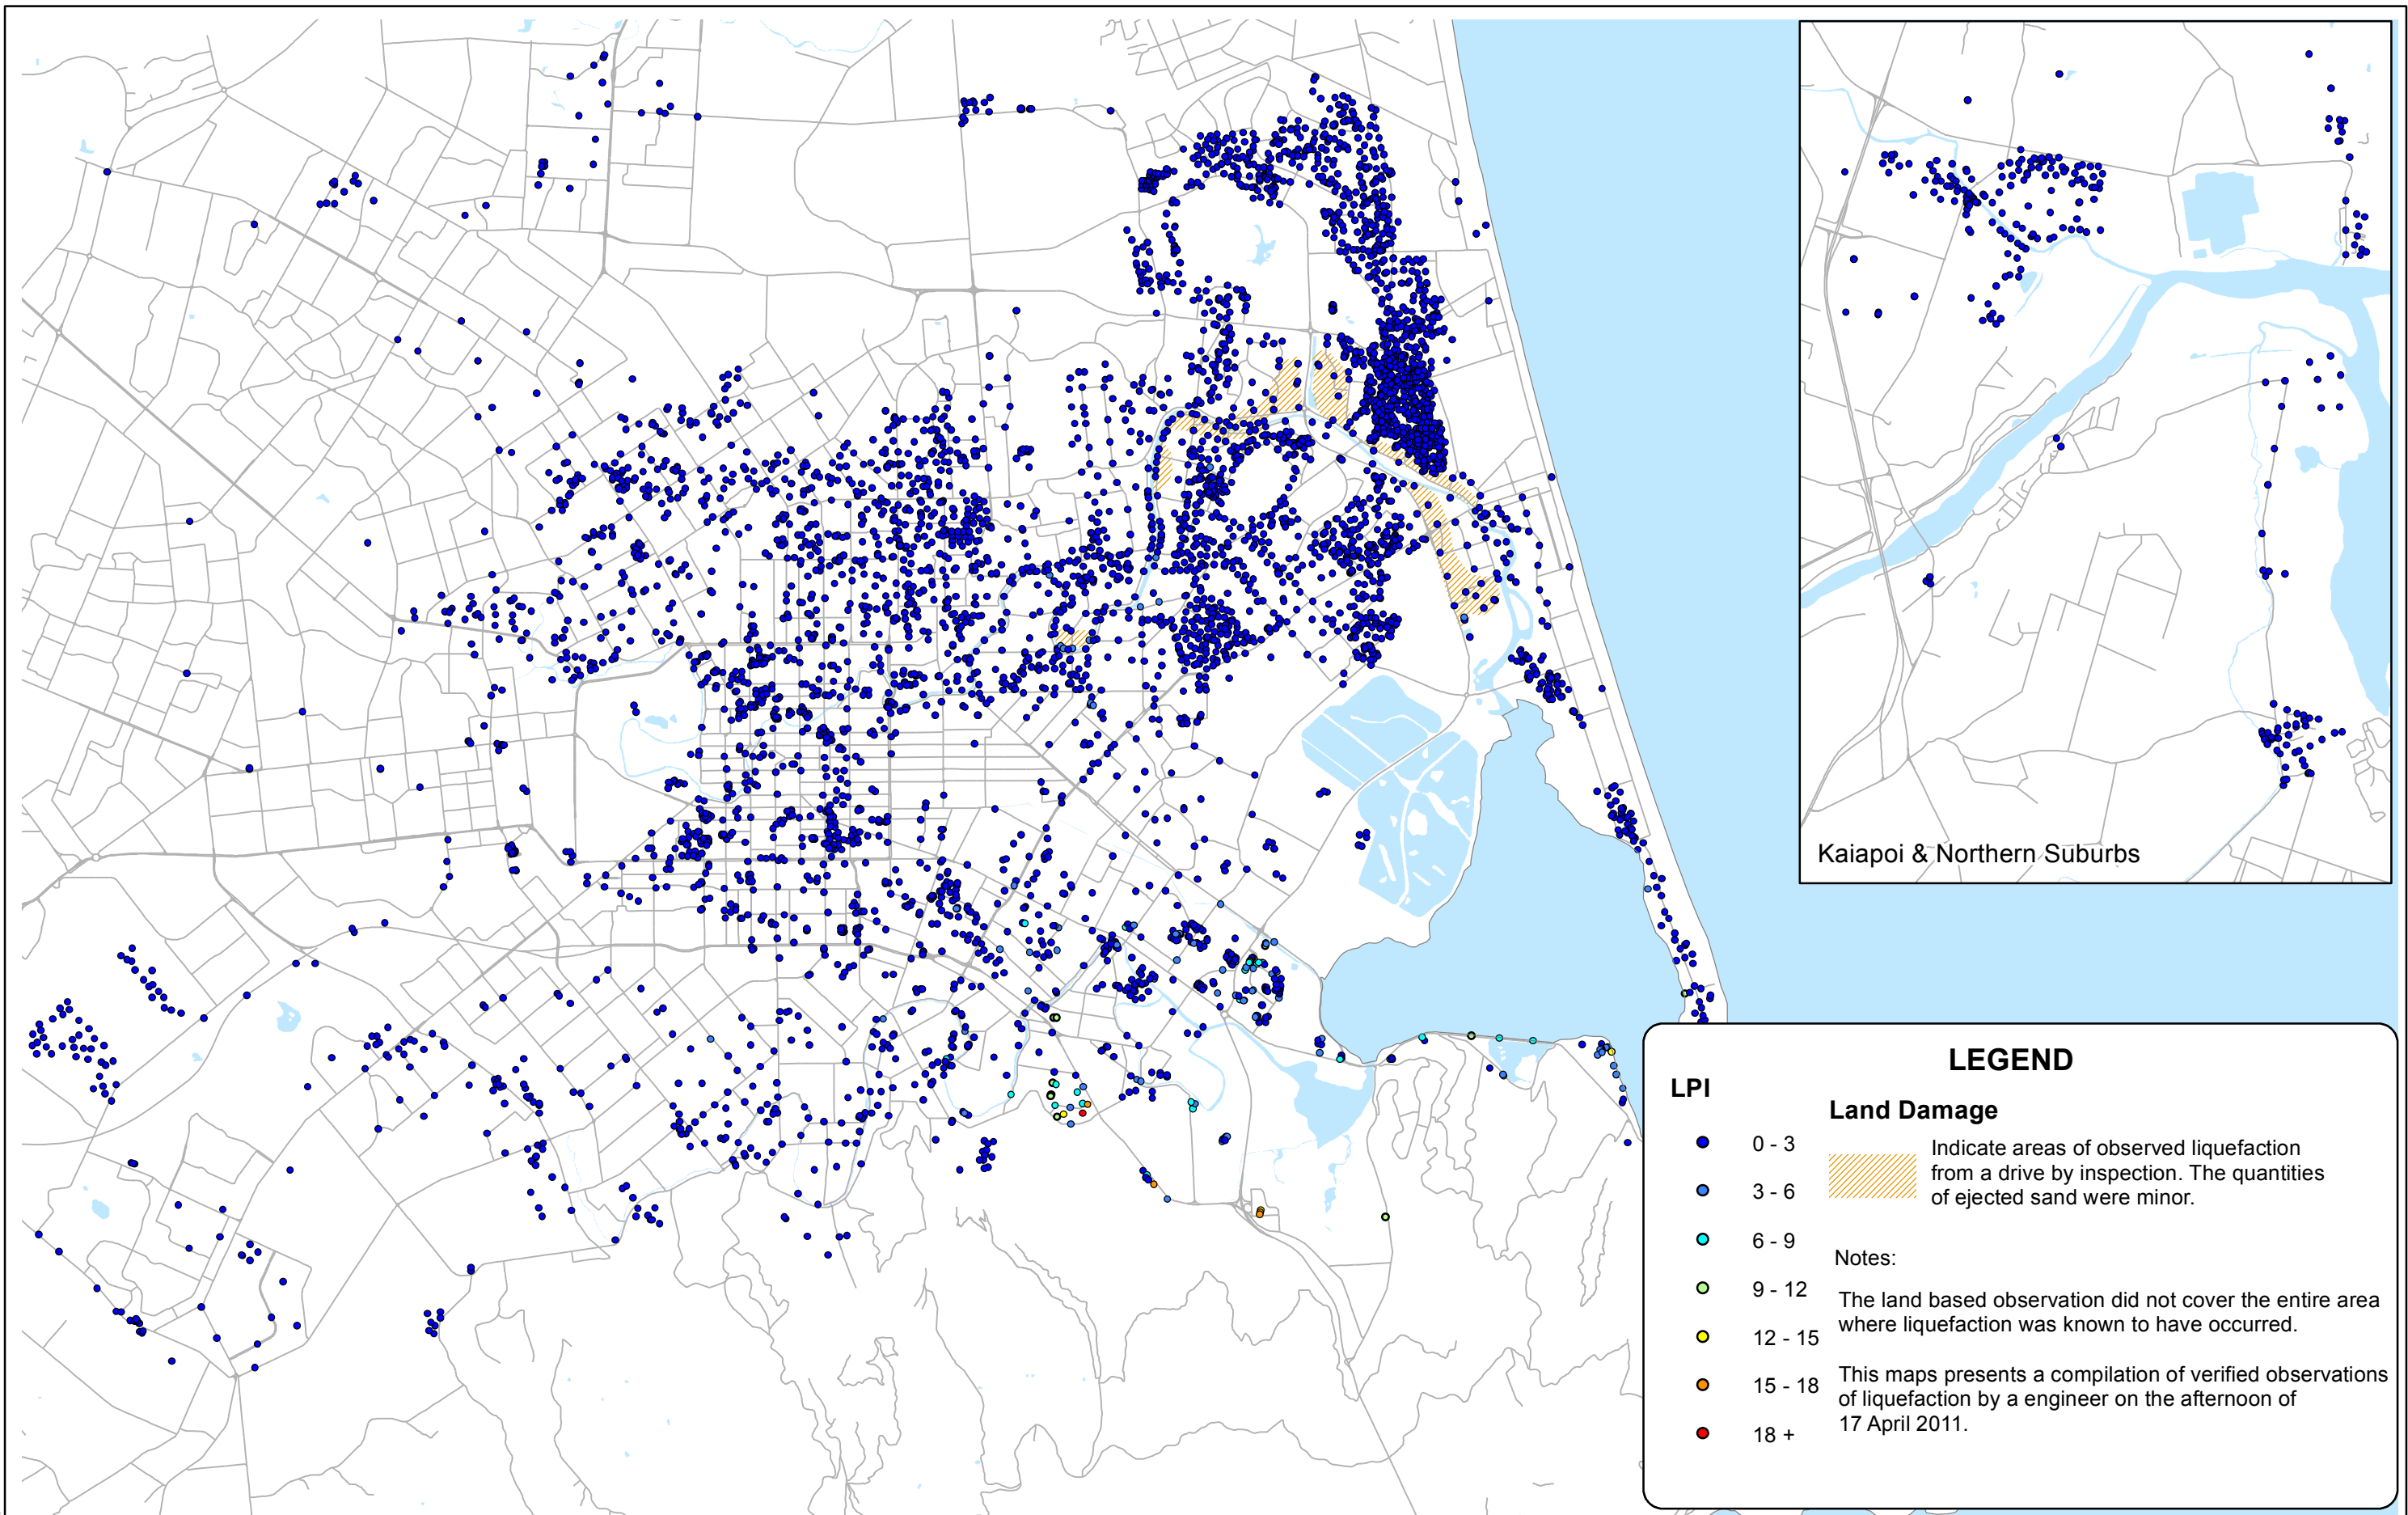 Kaiapoi & Northern Suburbs
LEGEND
LPI
0 - 3
3 - 6
6 - 9
9 - 12
12 - 15
15 - 18
18 +
Land Damage
Indicate areas of observed liquefaction
from a drive by inspection. The quantities
of ejected sand were minor.
Notes:
The land based observation did not cover the entire area
where liquefaction was known to have occurred.
This maps presents a compilation of verified observations
of liquefaction by a engineer on the afternoon of
17 April 2011.